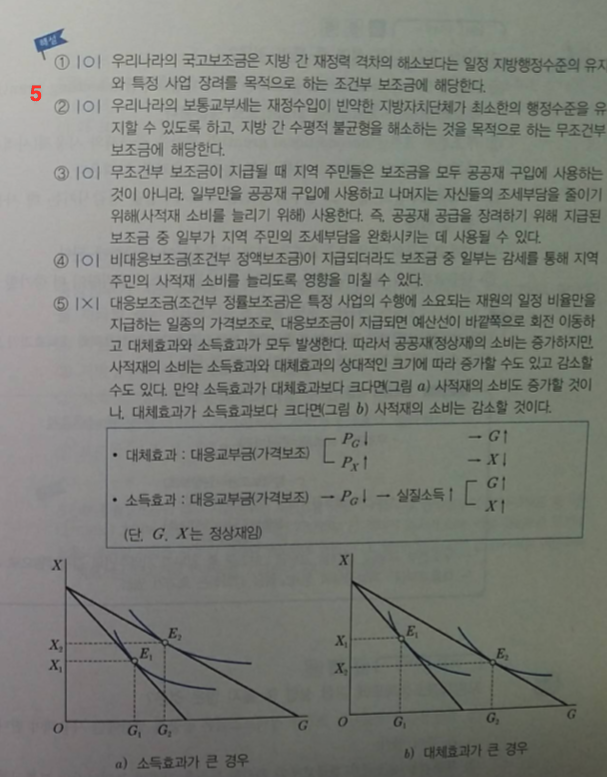 해설
① |O| 우리나라의 국고보조금은 지방 간 재정력 격차의 해소보다는 일정 지방행정수준의 유지
5
와 특정 사업 장려를 목적으로 하는 조건부 보조금에 해당한다.
② |O| 우리나라의 보통교부세는 재정수입이 빈약한 지방자치단체가 최소한의 행정수준을 유
지할 수 있도록 하고, 지방 간 수평적 불균형을 해소하는 것을 목적으로 하는 무조건부
보조금에 해당한다.
③ |O| 무조건부 보조금이 지급될 때 지역 주민들은 보조금을 모두 공공재 구입에 사용하는
것이 아니라, 일부만을 공공재 구입에 사용하고 나머지는 자신들의 조세부담을 줄이기
위해(사적재 소비를 늘리기 위해) 사용한다. 즉, 공공재 공급을 장려하기 위해 지급된
보조금 중 일부가 지역 주민의 조세부담을 완화시키는 데 사용될 수 있다.
④ |O| 비대응보조금(조건부 정액보조금)이 지급되더라도 보조금 중 일부는 감세를 통해 지역
주민의 사적재 소비를 늘리도록 영향을 미칠 수 있다.
⑤ |X| 대응보조금(조건부 정률보조금)은 특정 사업의 수행에 소요되는 재원의 일정 비율만을
지급하는 일종의 가격보조로, 대응보조금이 지급되면 예산선이 바깥쪽으로 회전 이동하
고 대체효과와 소득효과가 모두 발생한다. 따라서 공공재(정상재)의 소비는 증가하지만,
사적재의 소비는 소득효과와 대체효과의 상대적인 크기에 따라 증가할 수도 있고 감소할
수도 있다. 만약 소득효과가 대체효과보다 크다면(그림 a) 사적재의 소비도 증가할 것이
나, 대체효과가 소득효과보다 크다면(그림 b) 사적재의 소비는 감소할 것이다.
• 대체효과 : 대응교부금(가격보조) P_G↓ → G↑
P_X↑ → X↓
• 소득효과 : 대응교부금(가격보조) → P_G↓ → 실질소득↑ G↑
X↑
(단, G, X는 정상재임)
X
X₂
X₁
E₂
E₁
O G₁ G₂ G
a) 소득효과가 큰 경우
X
X₁
X₂
E₁
E₂
O G₁ G₂ G
b) 대체효과가 큰 경우